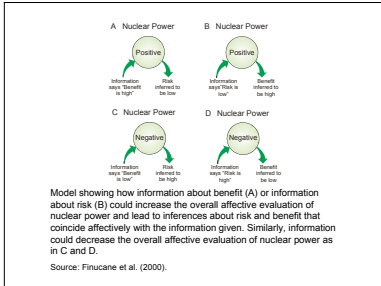 A Nuclear Power
Positive
Information says "Benefit is high"
Risk inferred to be low
B Nuclear Power
Positive
Information says"Risk is low"
Benefit inferred to be high
C Nuclear Power
Negative
Information says "Benefit is low"
Risk inferred to be high
D Nuclear Power
Negative
Information says "Risk is high"
Benefit inferred to be low
Model showing how information about benefit (A) or information
about risk (B) could increase the overall affective evaluation of
nuclear power and lead to inferences about risk and benefit that
coincide affectively with the information given. Similarly, information
could decrease the overall affective evaluation of nuclear power as
in C and D.
Source: Finucane et al. (2000).